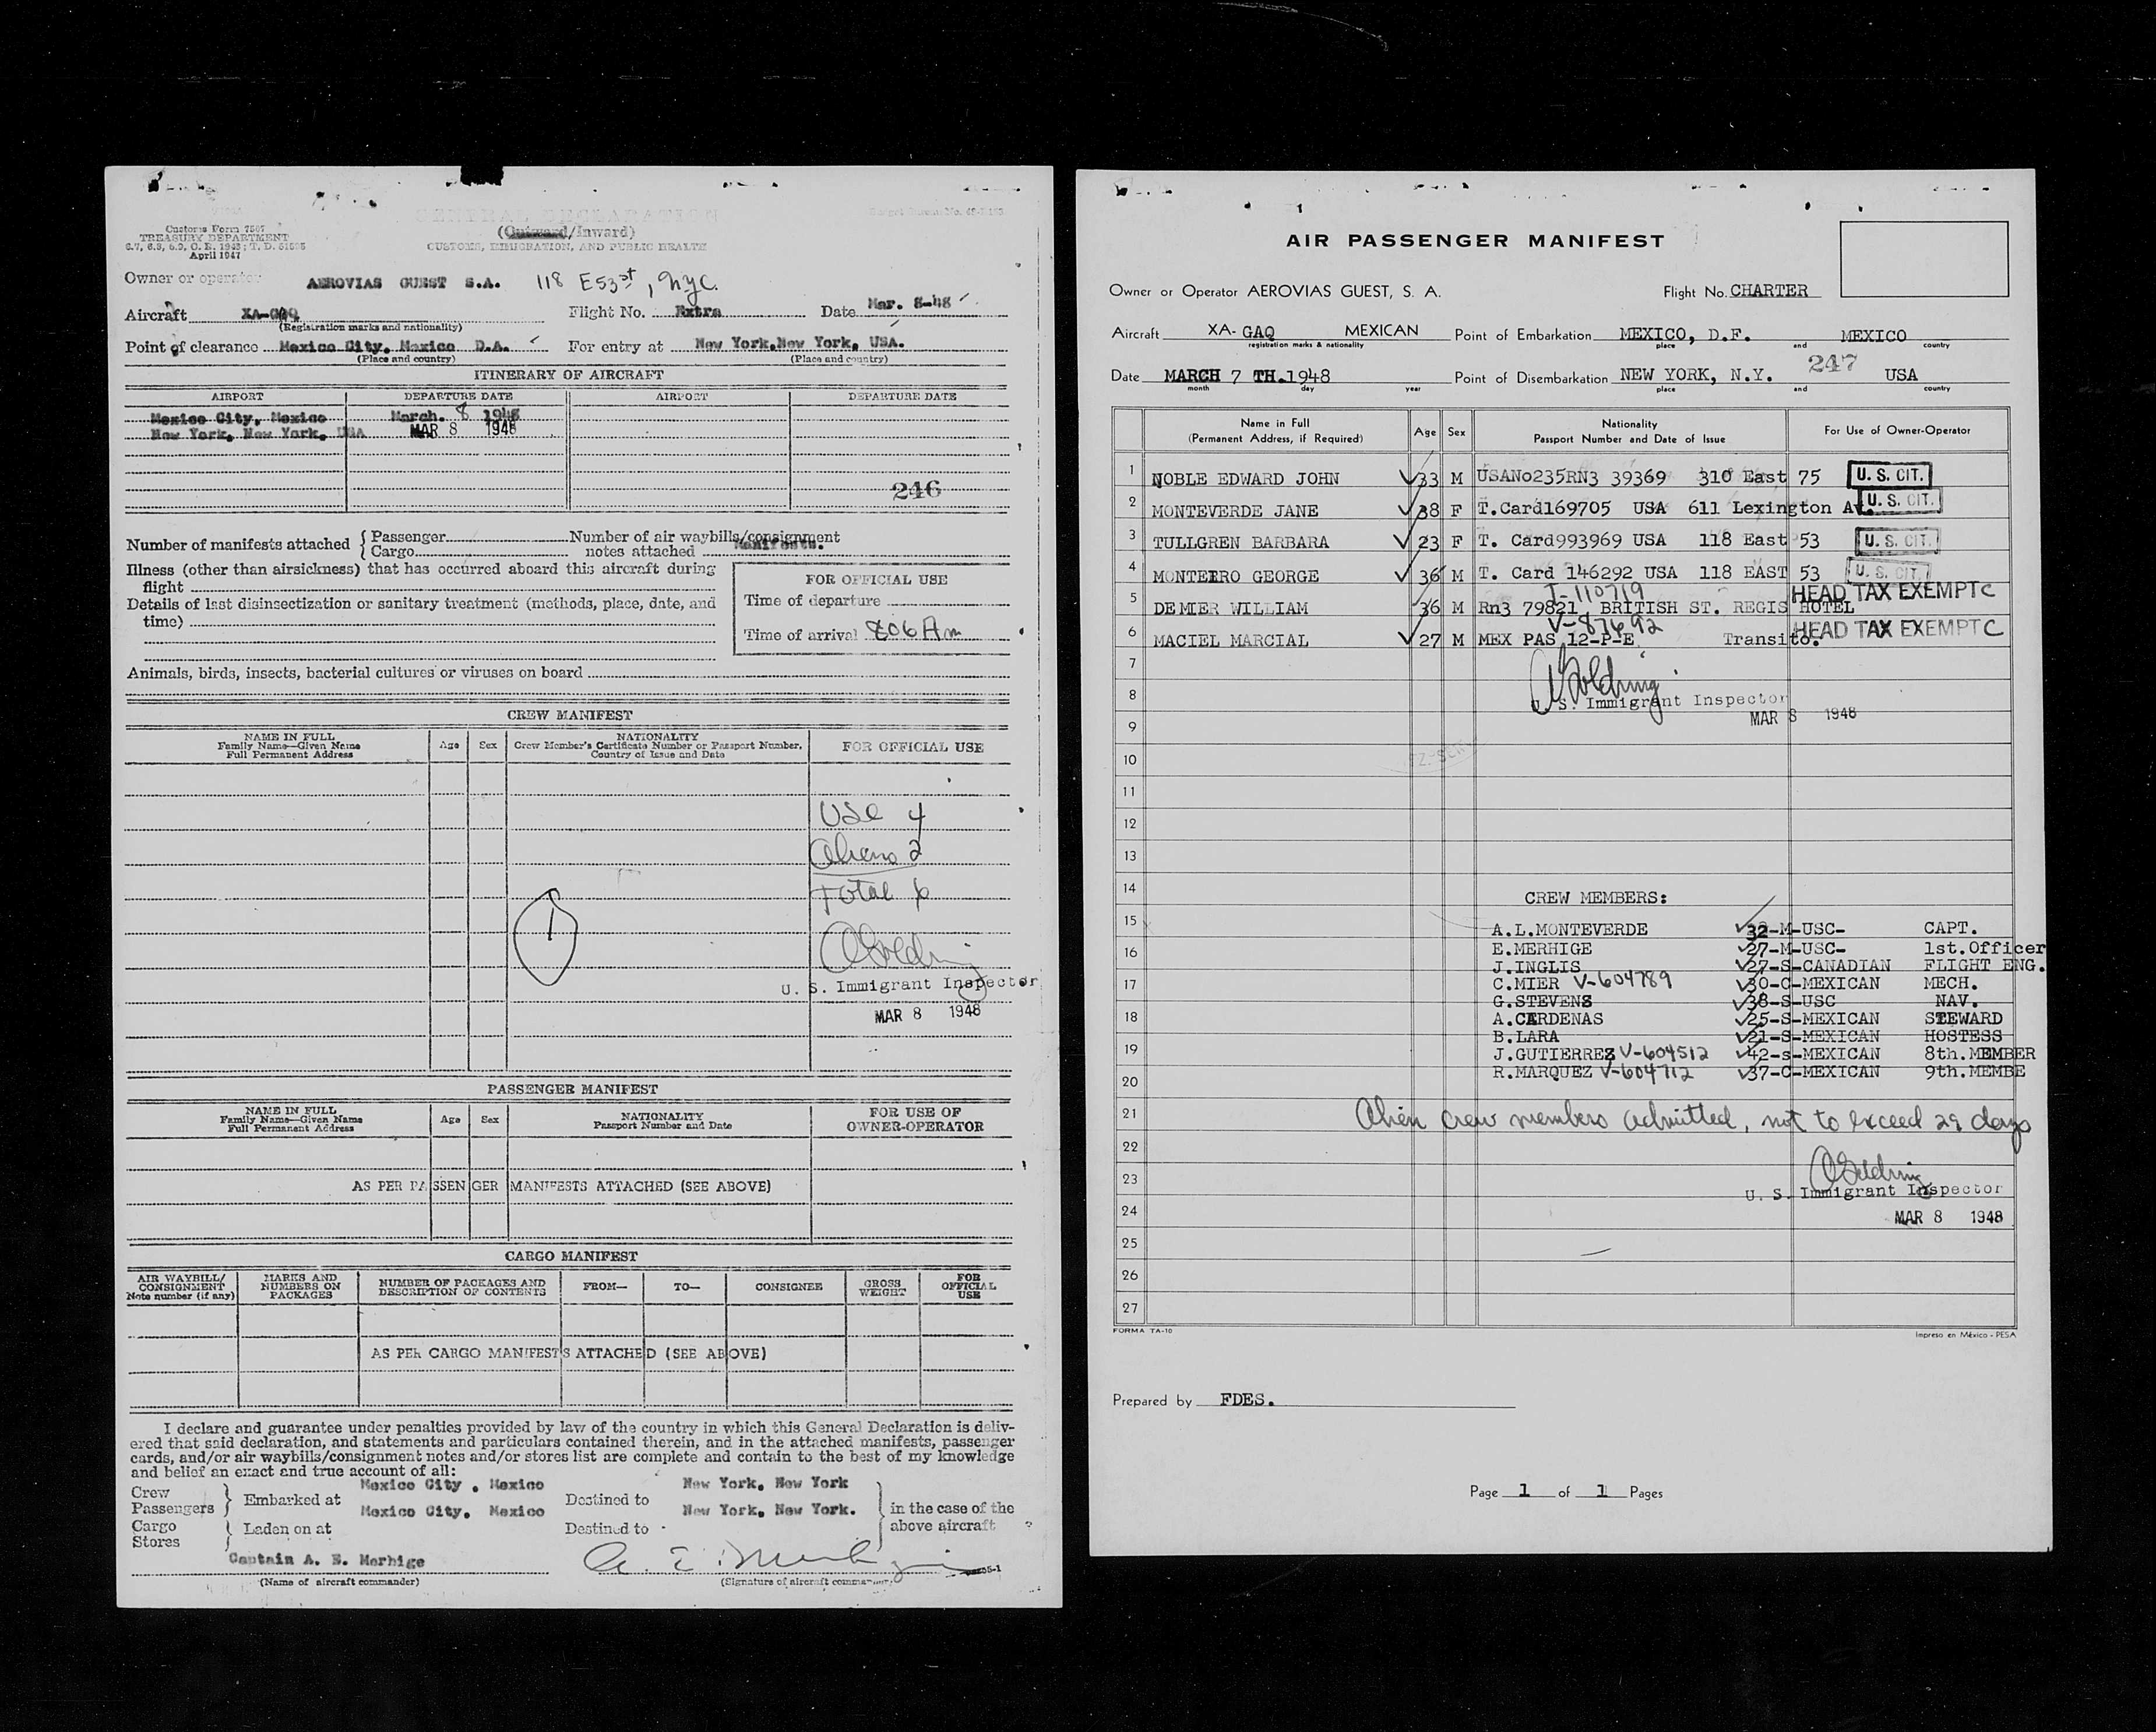 Customs Form 7507
TREASURY DEPARTMENT
April 1947
GENERAL DECLARATION
(Outward/Inward)
CUSTOMS, IMMIGRATION, AND PUBLIC HEALTH
Owner or operator AEROVIAS GUEST S.A. 118 E 53rd St, NYC.
Aircraft XA-GAQ Flight No. Extra Date Mar. 8-48
(Registration marks and nationality)
Point of clearance Mexico City, Mexico D.A. For entry at New York, New York, USA.
(Place and country) (Place and country)
ITINERARY OF AIRCRAFT
AIRPORT DEPARTURE DATE AIRPORT DEPARTURE DATE
Mexico City, Mexico March. 8 1948
New York, New York, USA MAR 8 1948
246
Number of manifests attached { Passenger Number of air waybills/consignment
Cargo notes attached Manifests.
Illness (other than airsickness) that has occurred aboard this aircraft during
flight
Details of last disinsectization or sanitary treatment (methods, place, date, and
time)
FOR OFFICIAL USE
Time of departure
Time of arrival 806 Am
Animals, birds, insects, bacterial cultures or viruses on board
CREW MANIFEST
NAME IN FULL
Family Name—Given Name
Full Permanent Address
Age Sex
NATIONALITY
Crew Member's Certificate Number or Passport Number,
Country of Issue and Date
FOR OFFICIAL USE
USC 4
Aliens 2
Total 6
1
U. S. Immigrant Inspector
MAR 8 1948
PASSENGER MANIFEST
NAME IN FULL
Family Name—Given Name
Full Permanent Address
Age Sex
NATIONALITY
Passport Number and Date
FOR USE OF
OWNER-OPERATOR
AS PER PASSENGER MANIFESTS ATTACHED (SEE ABOVE)
CARGO MANIFEST
AIR WAYBILL/
CONSIGNMENT
Note number (if any)
MARKS AND
NUMBERS ON
PACKAGES
NUMBER OF PACKAGES AND
DESCRIPTION OF CONTENTS
FROM— TO— CONSIGNEE
GROSS
WEIGHT
FOR
OFFICIAL
USE
AS PER CARGO MANIFESTS ATTACHED (SEE ABOVE)
I declare and guarantee under penalties provided by law of the country in which this General Declaration is deliv-
ered that said declaration, and statements and particulars contained therein, and in the attached manifests, passenger
cards, and/or air waybills/consignment notes and/or stores list are complete and contain to the best of my knowledge
and belief an exact and true account of all:
Crew
Passengers } Embarked at Mexico City . Mexico Destined to New York, New York
Cargo
Stores } Laden on at Mexico City, Mexico Destined to New York, New York.
in the case of the
above aircraft
Captain A. E. Merhige
(Name of aircraft commander) (Signature of aircraft commander)
AIR PASSENGER MANIFEST
Owner or Operator AEROVIAS GUEST, S. A. Flight No. CHARTER
Aircraft XA-GAQ MEXICAN Point of Embarkation MEXICO, D.F. MEXICO
registration marks & nationality place and country
247
Date MARCH 7 TH.1948 Point of Disembarkation NEW YORK, N.Y. USA
month day year place and country
Name in Full
(Permanent Address, if Required)
Age Sex
Nationality
Passport Number and Date of Issue
For Use of Owner-Operator
1 NOBLE EDWARD JOHN 33 M USANo235RN3 39369 310 East 75 U. S. CIT.
2 MONTEVERDE JANE 38 F T.Card169705 USA 611 Lexington Av. U. S. CIT.
3 TULLGREN BARBARA 23 F T. Card993969 USA 118 East 53 U. S. CIT.
4 MONTERRO GEORGE 36 M T. Card 146292 USA 118 EAST 53 U. S. CIT.
I-110719 HEAD TAX EXEMPT C
5 DEMIER WILLIAM 36 M Rn3 79821 BRITISH ST. REGIS HOTEL
V-87692 HEAD TAX EXEMPT C
6 MACIEL MARCIAL 27 M MEX PAS 12-P-E Transito.
7
8 U. S. Immigrant Inspector
9 MAR 8 1948
10
11
12
13
14 CREW MEMBERS:
15 A.L.MONTEVERDE 32-M-USC- CAPT.
16 E.MERHIGE 27-M-USC- 1st.Officer
J.INGLIS 27-S-CANADIAN FLIGHT ENG.
17 C.MIER V-604789 30-C-MEXICAN MECH.
G.STEVENS 38-S-USC NAV.
18 A.CARDENAS 25-S-MEXICAN STEWARD
B.LARA 21-S-MEXICAN HOSTESS
19 J.GUTIERREZ V-604512 42-s-MEXICAN 8th.MEMBER
20 R.MARQUEZ V-604712 37-C-MEXICAN 9th.MEMBE
21 Alien crew members admitted, not to exceed 29 days
22
23 U. S. Immigrant Inspector
24 MAR 8 1948
25
26
27
FORMA TA-10 Impreso en México - PESA
Prepared by FDES.
Page 1 of 1 Pages